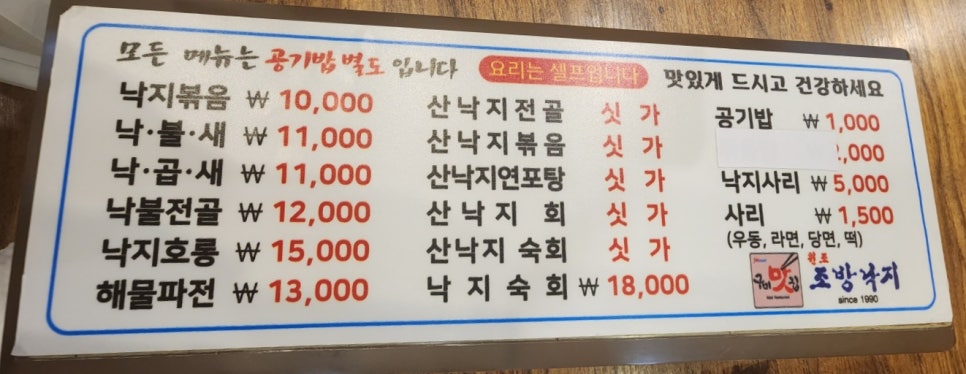 모든 메뉴는 공기밥 별도 입니다
요리는 셀프입니다
맛있게 드시고 건강하세요
낙지볶음 ₩ 10,000
낙·불·새 ₩ 11,000
낙·곱·새 ₩ 11,000
낙불전골 ₩ 12,000
낙지호롱 ₩ 15,000
해물파전 ₩ 13,000
산낙지전골 싯가
산낙지볶음 싯가
산낙지연포탕 싯가
산낙지 회 싯가
산낙지 숙회 싯가
낙지숙회 ₩ 18,000
공기밥 ₩ 1,000
,000
낙지사리 ₩ 5,000
사리 ₩ 1,500
(우동, 라면, 당면, 떡)
맛집
원조
조방낙지
since 1990